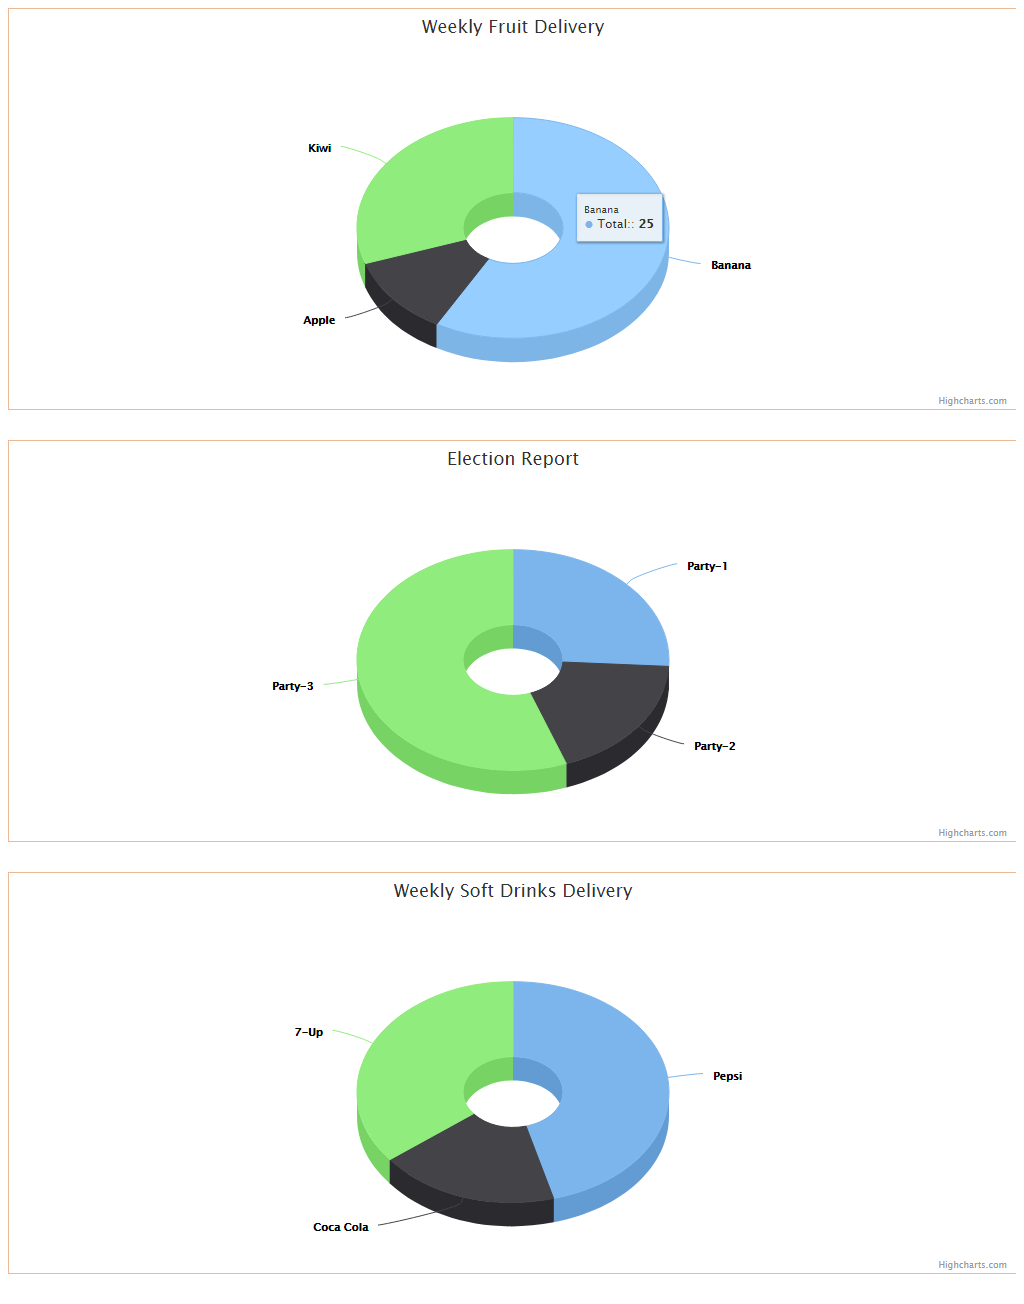 Weekly Fruit Delivery
Kiwi
Banana
Total:: 25
Banana
Apple
Highcharts.com
Election Report
Party-1
Party-3
Party-2
Highcharts.com
Weekly Soft Drinks Delivery
7-Up
Pepsi
Coca Cola
Highcharts.com